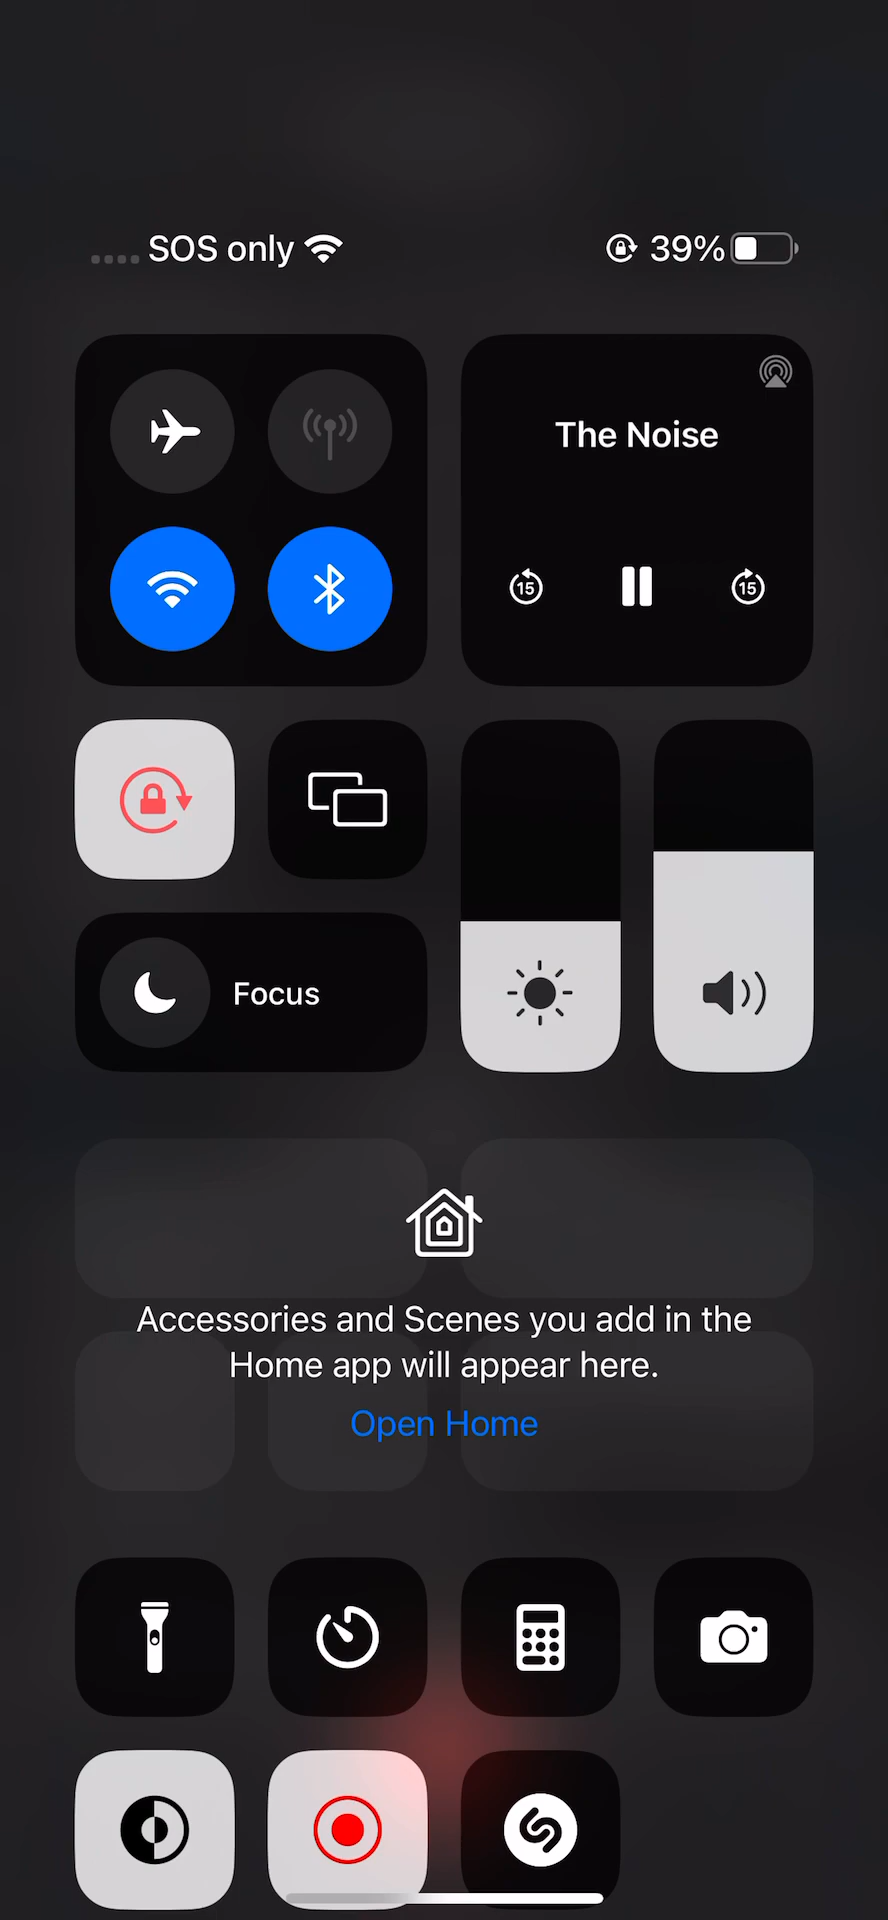 SOS only
39%
The Noise
15
15
Focus
Accessories and Scenes you add in the
Home app will appear here.
Open Home